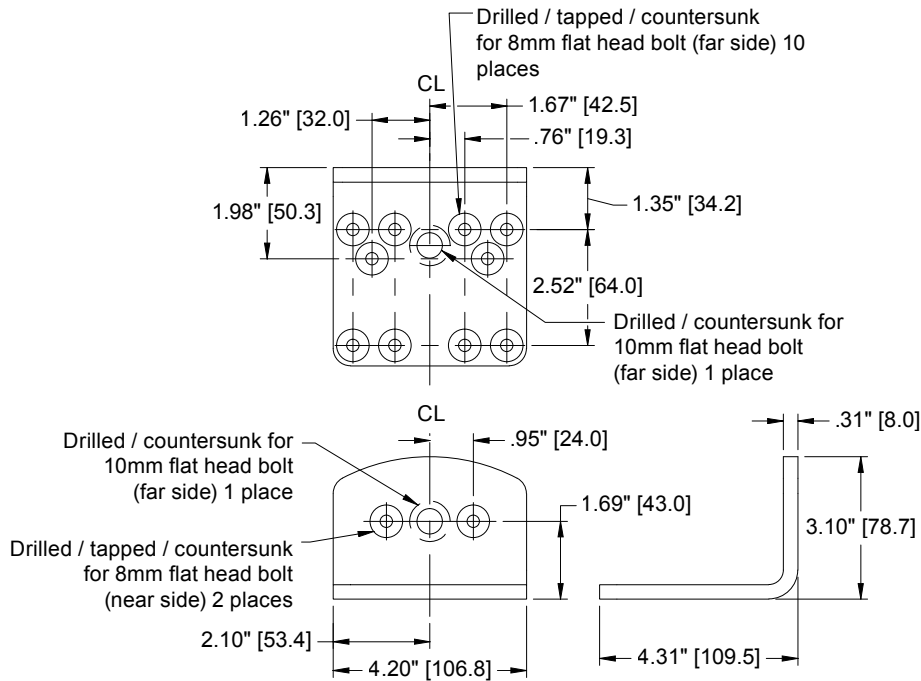 Drilled / tapped / countersunk
for 8mm flat head bolt (far side) 10
places
CL
1.67" [42.5]
1.26" [32.0]
.76" [19.3]
1.98" [50.3]
1.35" [34.2]
2.52" [64.0]
Drilled / countersunk for
10mm flat head bolt
(far side) 1 place
CL
.95" [24.0]
.31" [8.0]
Drilled / countersunk for
10mm flat head bolt
(far side) 1 place
1.69" [43.0]
3.10" [78.7]
Drilled / tapped / countersunk
for 8mm flat head bolt
(near side) 2 places
2.10" [53.4]
4.20" [106.8]
4.31" [109.5]